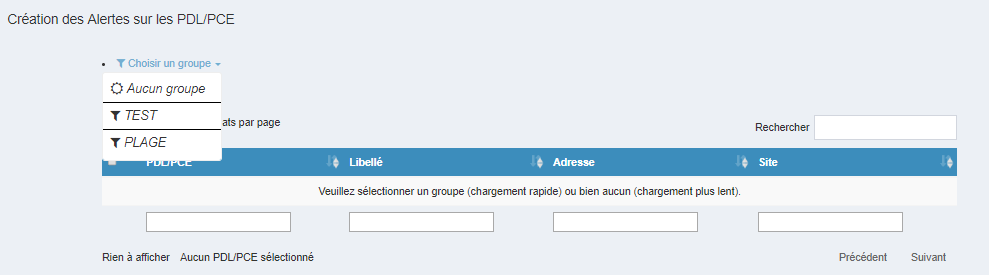 Création des Alertes sur les PDL/PCE
Choisir un groupe
Aucun groupe
TEST
PLAGE
ats par page
Rechercher
PDL/PCE Libellé Adresse Site
Veuillez sélectionner un groupe (chargement rapide) ou bien aucun (chargement plus lent).
Rien à afficher Aucun PDL/PCE sélectionné Précédent Suivant